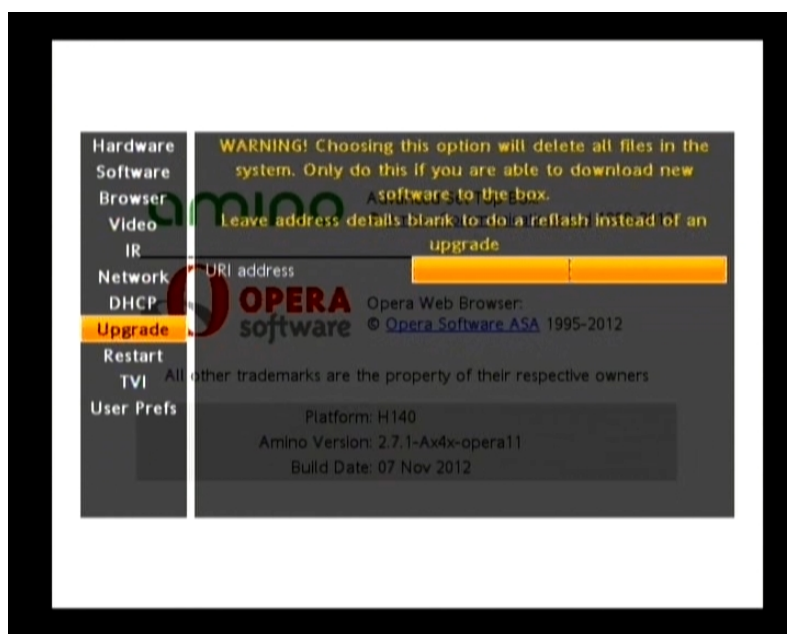 Hardware
Software
Browser
Video
IR
Network
DHCP
Upgrade
Restart
TVI
User Prefs
WARNING! Choosing this option will delete all files in the
system. Only do this if you are able to download new
software to the box.
Leave address details blank to do a reflash instead of an
upgrade
URI address
amino
OPERA
software
Opera Web Browser:
© Opera Software ASA 1995-2012
All other trademarks are the property of their respective owners
Platform: H140
Amino Version: 2.7.1-Ax4x-opera11
Build Date: 07 Nov 2012